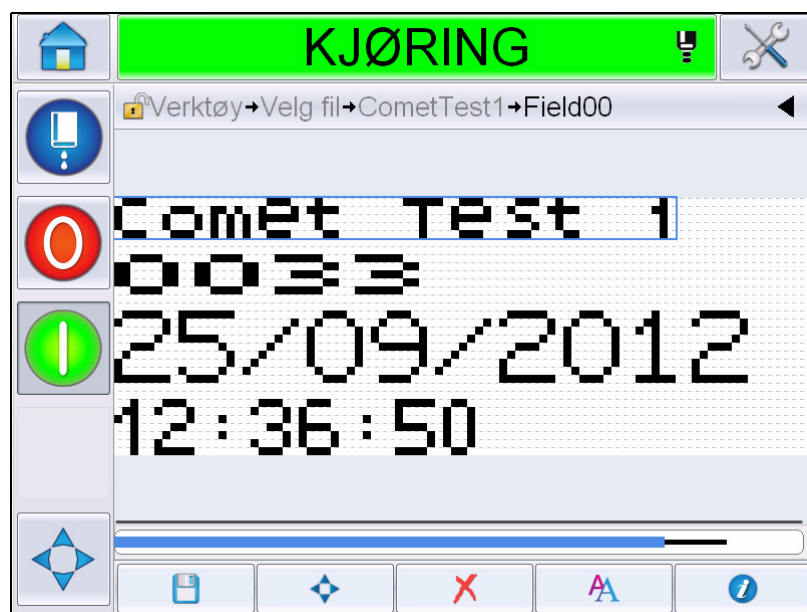 KJØRING
Verktøy→Velg fil→CometTest1→Field00
Comet Test 1
0033
25/09/2012
12:36:50